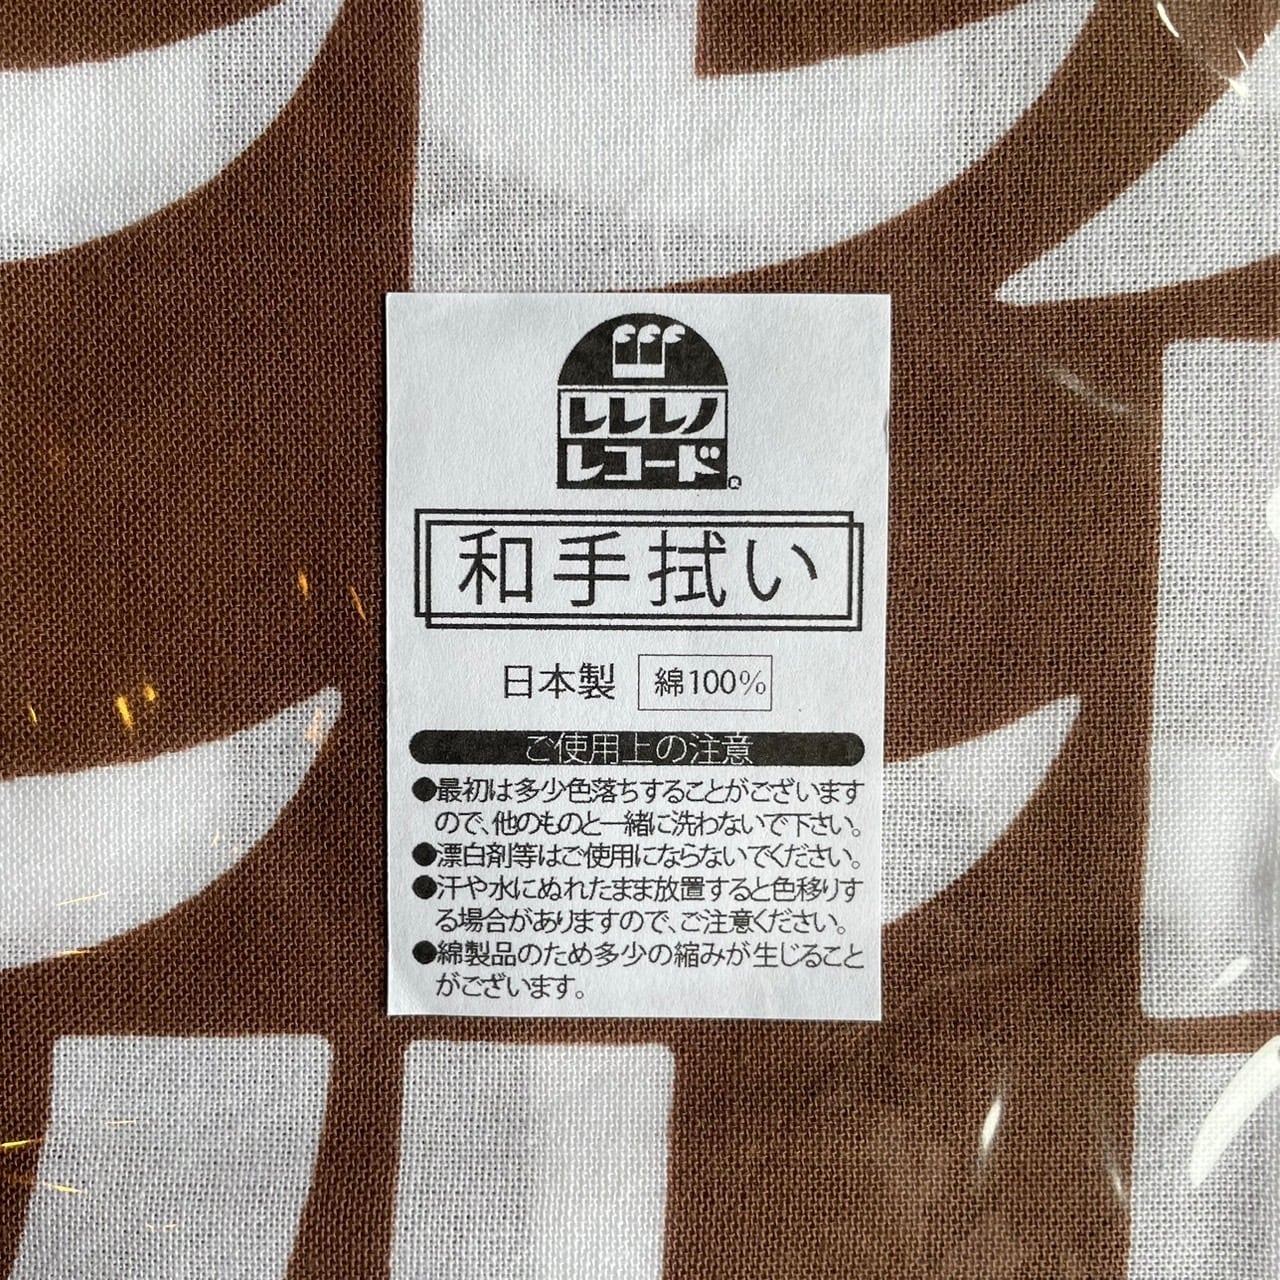 レレレノ
レコード
和手拭い
日本製 綿100%
ご使用上の注意
●最初は多少色落ちすることがございます
ので、他のものと一緒に洗わないで下さい。
●漂白剤等はご使用にならないでください。
●汗や水にぬれたまま放置すると色移りす
る場合がありますので、ご注意ください。
●綿製品のため多少の縮みが生じること
がございます。